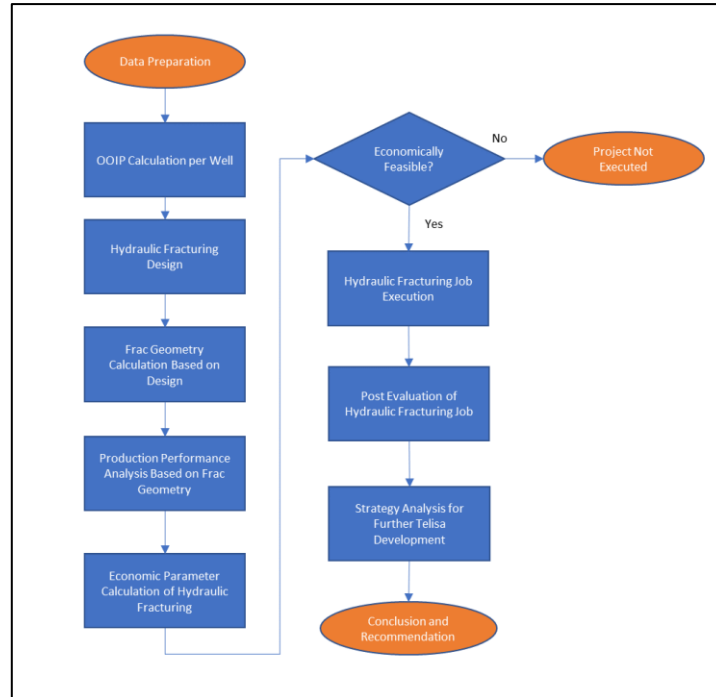 Data Preparation
OOIP Calculation per Well
Hydraulic Fracturing
Design
Frac Geometry
Calculation Based on
Design
Production Performance
Analysis Based on Frac
Geometry
Economic Parameter
Calculation of Hydraulic
Fracturing
Economically
Feasible?
No
Project Not
Executed
Yes
Hydraulic Fracturing Job
Execution
Post Evaluation of
Hydraulic Fracturing Job
Strategy Analysis for
Further Telisa
Development
Conclusion and
Recommendation